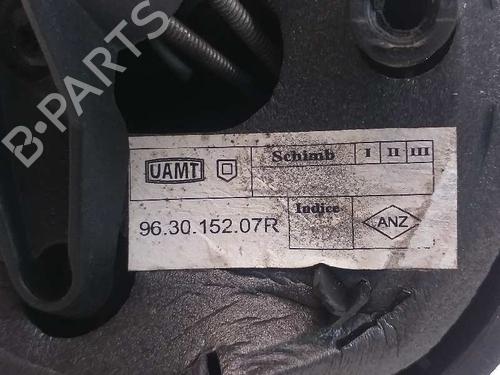 B-PARTS
UAMT
Schimb I II III
96.30.152.07R
Indice
ANZ